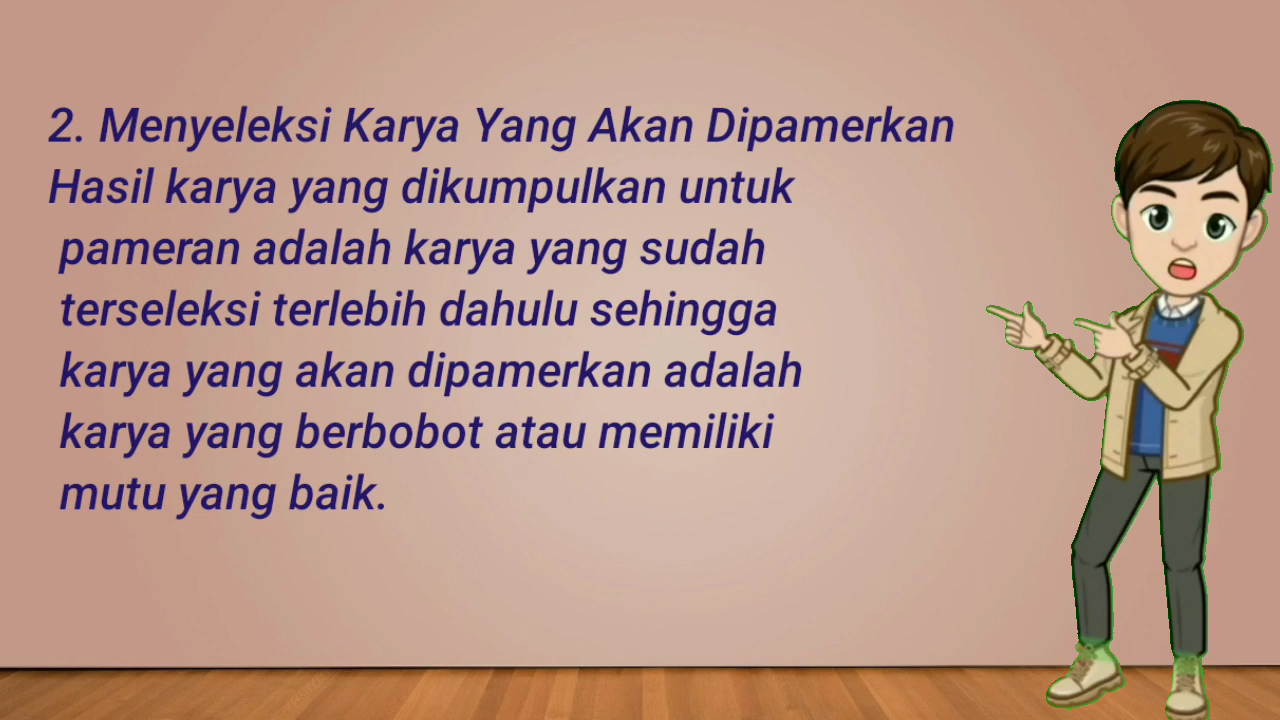 2. Menyeleksi Karya Yang Akan Dipamerkan
Hasil karya yang dikumpulkan untuk
pameran adalah karya yang sudah
terseleksi terlebih dahulu sehingga
karya yang akan dipamerkan adalah
karya yang berbobot atau memiliki
mutu yang baik.